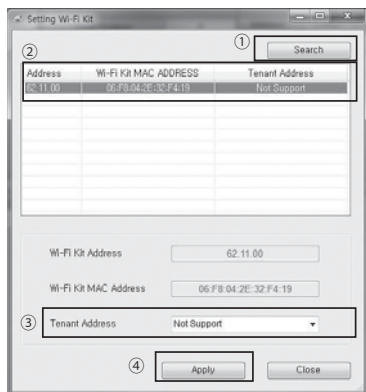 Setting Wi-Fi Kit
① Search
②
Address Wi-Fi Kit MAC ADDRESS Tenant Address
62.11.00 06:F8:04:2E:32:F4:19 Not Support
Wi-Fi Kit Address 62.11.00
Wi-Fi Kit MAC Address 06:F8:04:2E:32:F4:19
③ Tenant Address Not Support
④ Apply Close